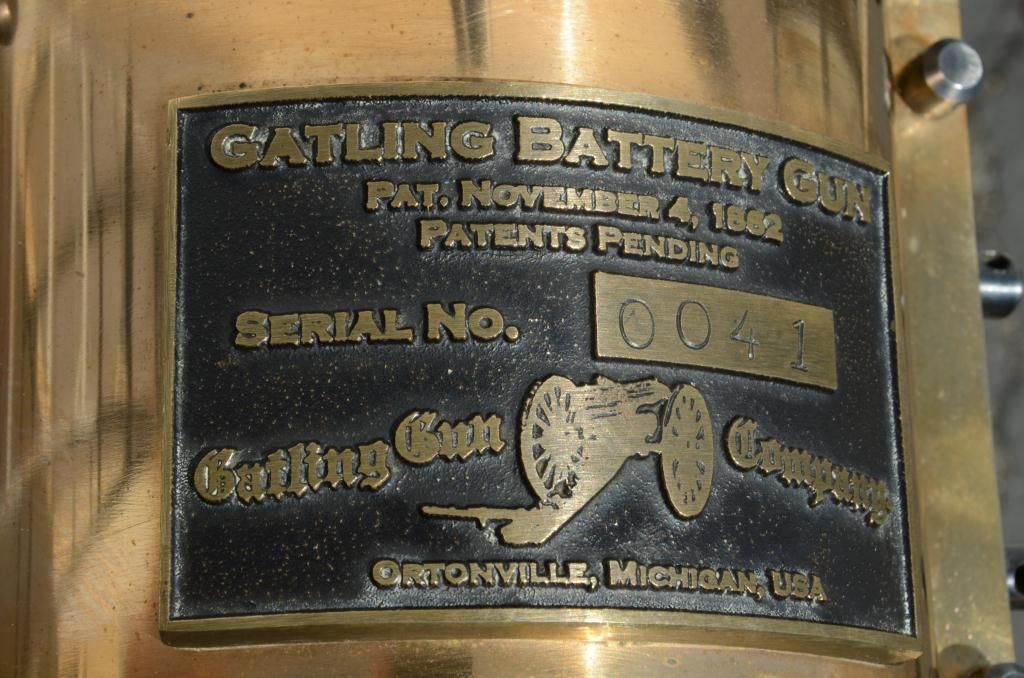 GATLING BATTERY GUN
PAT. NOVEMBER 4, 1862
PATENTS PENDING
SERIAL NO. 0041
Gatling Gun Company
ORTONVILLE, MICHIGAN, USA